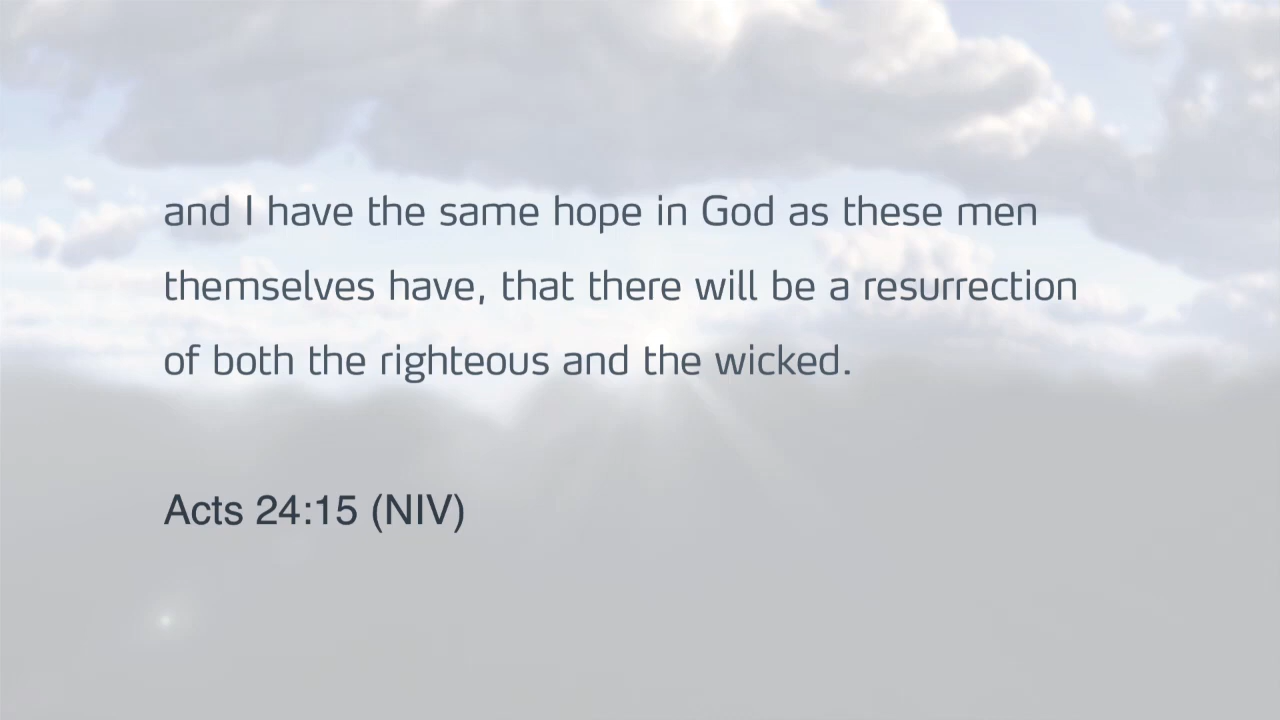 and I have the same hope in God as these men
themselves have, that there will be a resurrection
of both the righteous and the wicked.
Acts 24:15 (NIV)